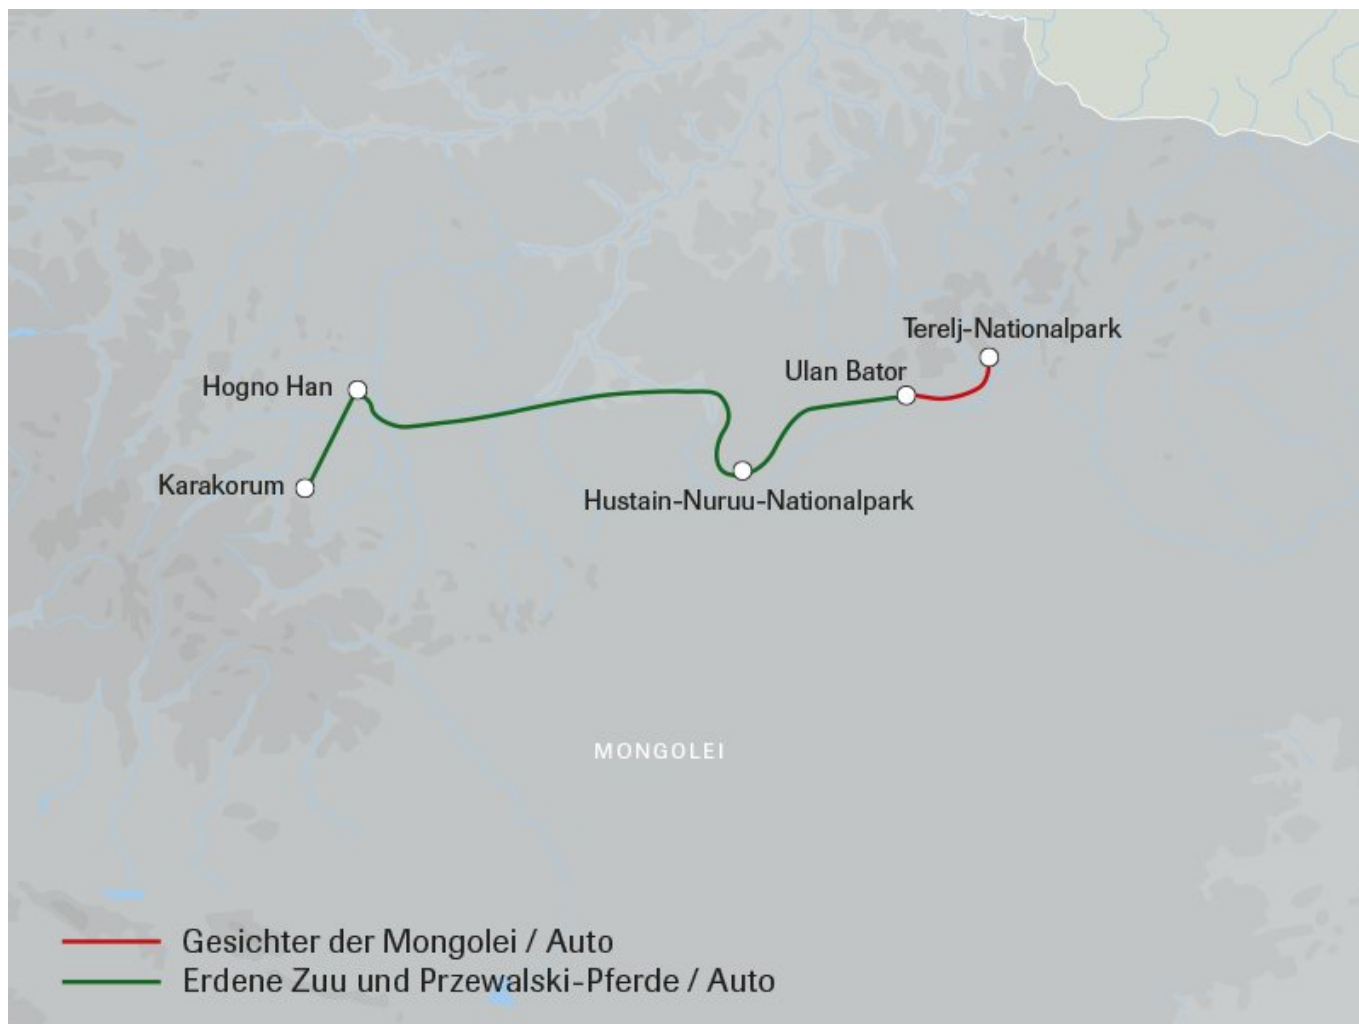 Terelj-Nationalpark
Ulan Bator
Hogno Han
Karakorum
Hustain-Nuruu-Nationalpark
MONGOLEI
Gesichter der Mongolei / Auto
Erdene Zuu und Przewalski-Pferde / Auto